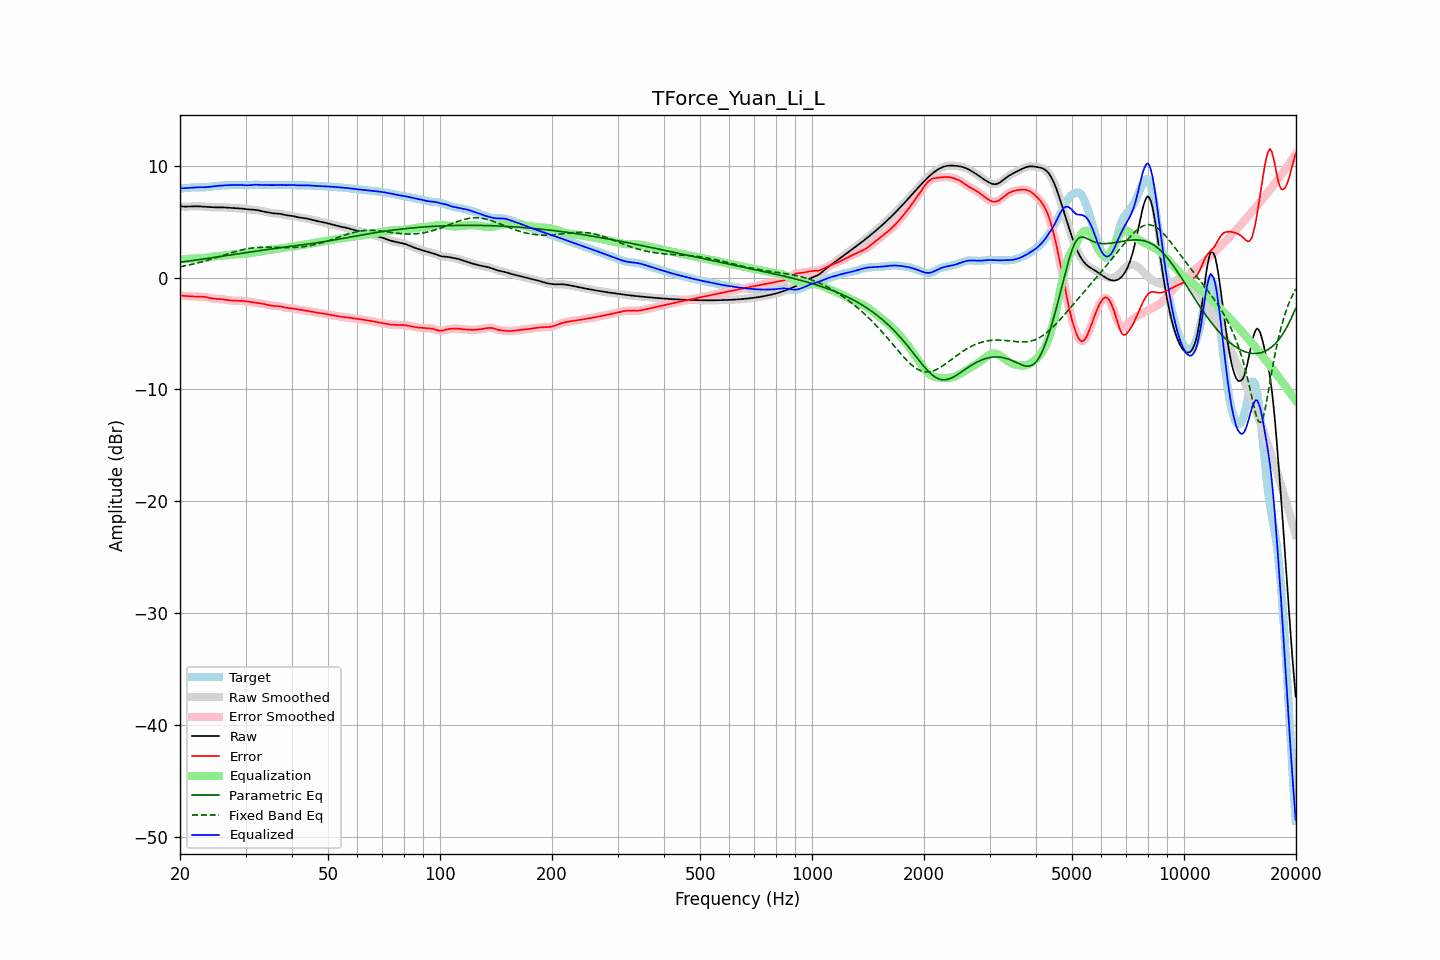 TForce_Yuan_Li_L
10
0
−10
−20
−30
−40
−50
Amplitude (dBr)
Target
Raw Smoothed
Error Smoothed
Raw
Error
Equalization
Parametric Eq
Fixed Band Eq
Equalized
20 50 100 200 500 1000 2000 5000 10000 20000
Frequency (Hz)